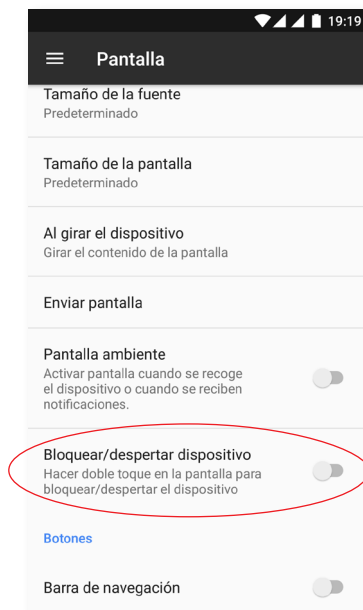 19:19
Pantalla
Tamaño de la fuente
Predeterminado
Tamaño de la pantalla
Predeterminado
Al girar el dispositivo
Girar el contenido de la pantalla
Enviar pantalla
Pantalla ambiente
Activar pantalla cuando se recoge
el dispositivo o cuando se reciben
notificaciones.
Bloquear/despertar dispositivo
Hacer doble toque en la pantalla para
bloquear/despertar el dispositivo
Botones
Barra de navegación